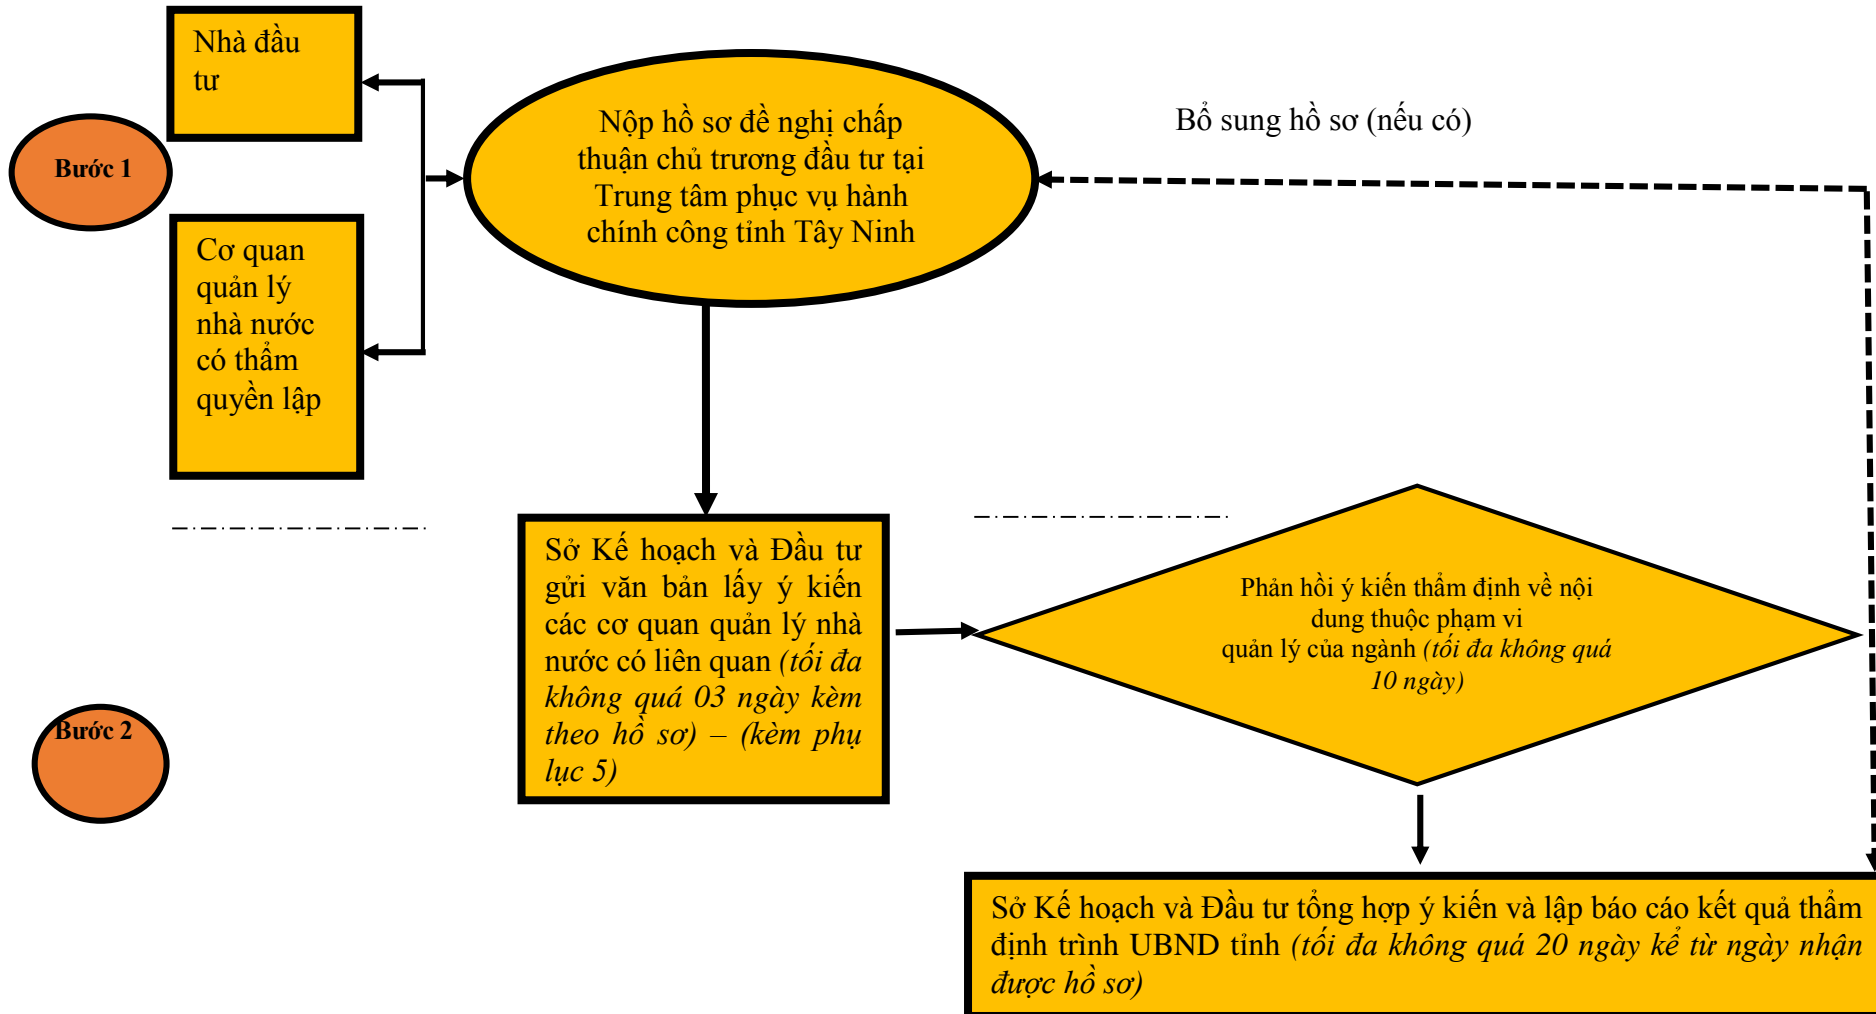 Nhà đầu
tư
Bước 1
Cơ quan
quản lý
nhà nước
có thẩm
quyền lập
Nộp hồ sơ đề nghị chấp
thuận chủ trương đầu tư tại
Trung tâm phục vụ hành
chính công tỉnh Tây Ninh
Bổ sung hồ sơ (nếu có)
Sở Kế hoạch và Đầu tư
gửi văn bản lấy ý kiến
các cơ quan quản lý nhà
nước có liên quan (tối đa
không quá 03 ngày kèm
theo hồ sơ) – (kèm phụ
lục 5)
Phản hồi ý kiến thẩm định về nội
dung thuộc phạm vi
quản lý của ngành (tối đa không quá
10 ngày)
Bước 2
Sở Kế hoạch và Đầu tư tổng hợp ý kiến và lập báo cáo kết quả thẩm
định trình UBND tỉnh (tối đa không quá 20 ngày kể từ ngày nhận
được hồ sơ)